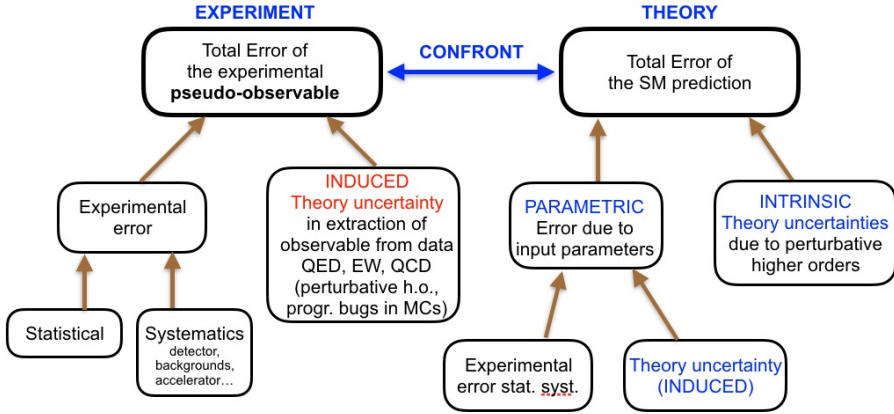 EXPERIMENT
Total Error of
the experimental
pseudo-observable
CONFRONT
THEORY
Total Error of
the SM prediction
Experimental
error
INDUCED
Theory uncertainty
in extraction of
observable from data
QED, EW, QCD
(perturbative h.o.,
progr. bugs in MCs)
PARAMETRIC
Error due to
input parameters
INTRINSIC
Theory uncertainties
due to perturbative
higher orders
Statistical
Systematics
detector,
backgrounds,
accelerator…
Experimental
error stat. syst.
Theory uncertainty
(INDUCED)